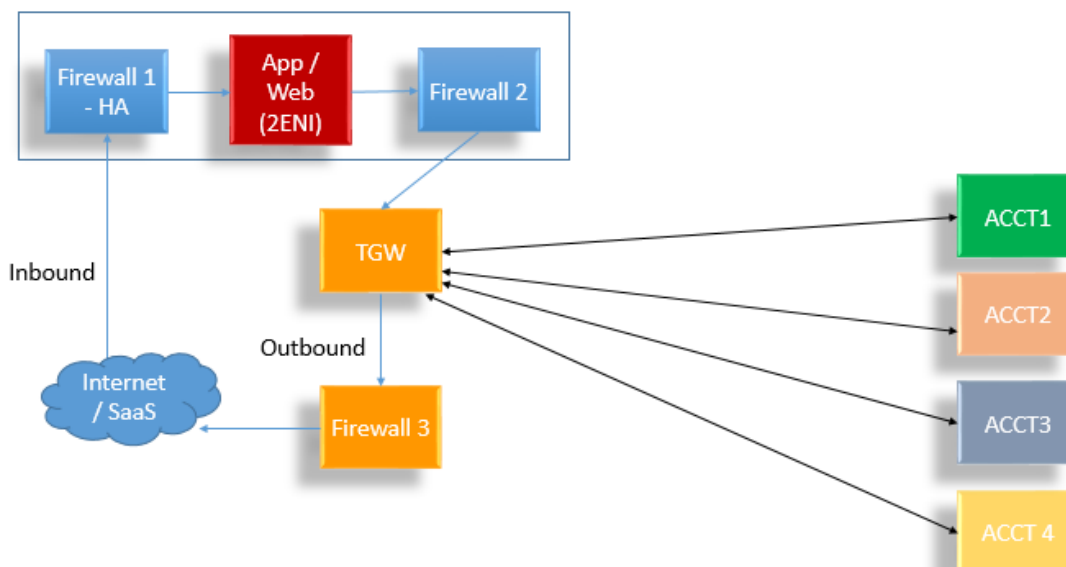 Firewall 1
- HA
App /
Web
(2ENI)
Firewall 2
TGW
ACCT1
Inbound
ACCT2
Outbound
Internet
/ SaaS
Firewall 3
ACCT3
ACCT 4